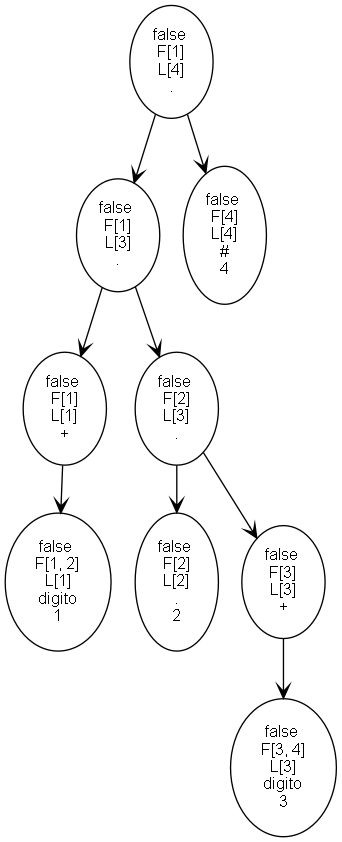 false
F[1]
L[4]
.
false
F[1]
L[3]
.
false
F[4]
L[4]
#
4
false
F[1]
L[1]
+
false
F[2]
L[3]
.
false
F[1, 2]
L[1]
digito
1
false
F[2]
L[2]
.
2
false
F[3]
L[3]
+
false
F[3, 4]
L[3]
digito
3